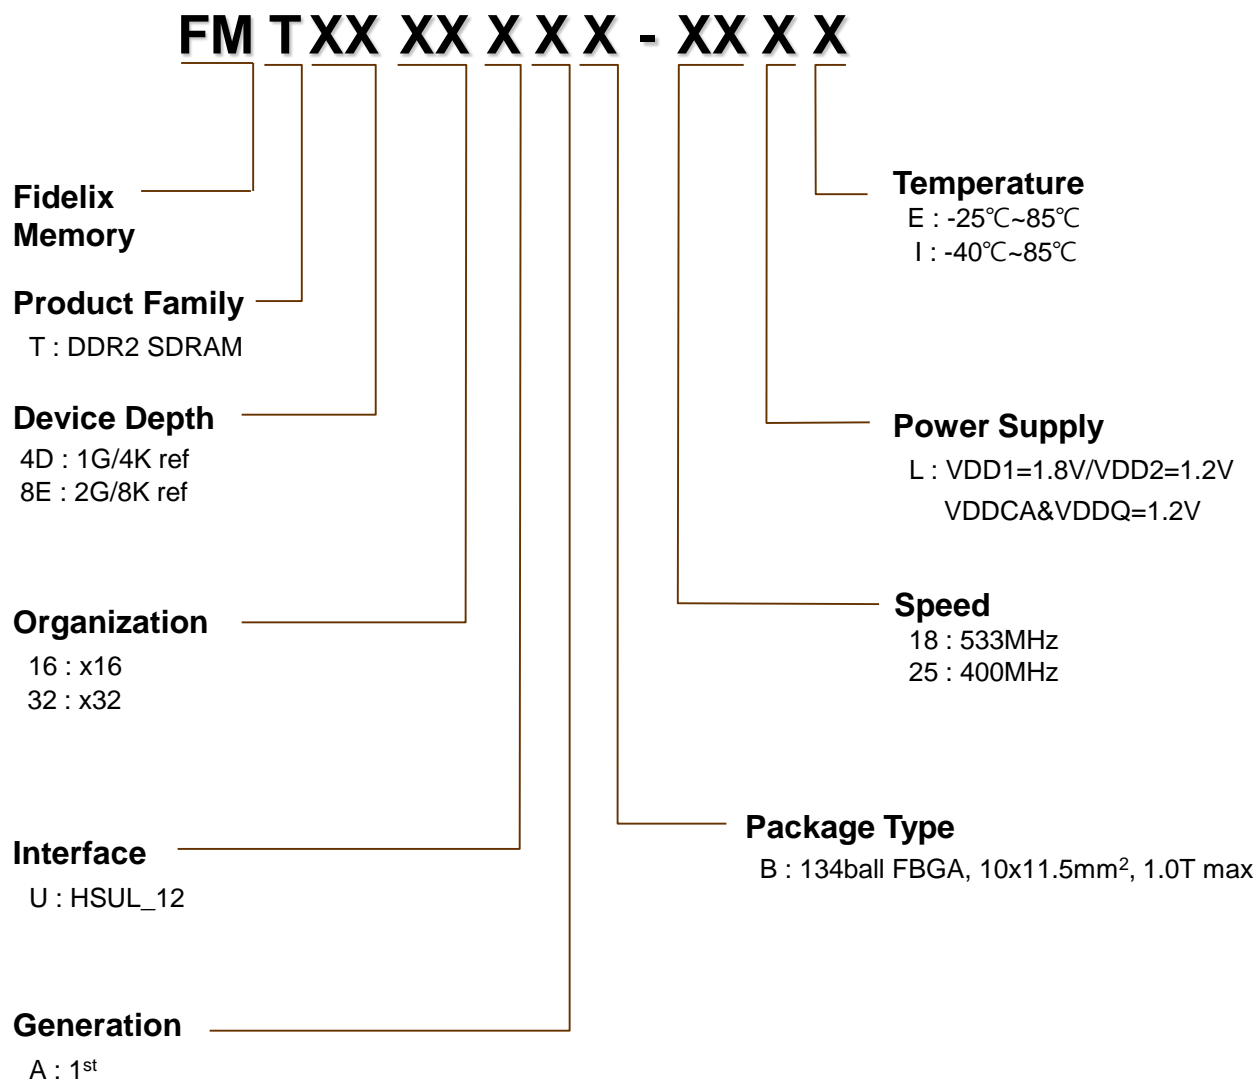 FM T XX XX X X X - XX X X
Fidelix
Memory
Product Family
T : DDR2 SDRAM
Device Depth
4D : 1G/4K ref
8E : 2G/8K ref
Organization
16 : x16
32 : x32
Interface
U : HSUL_12
Generation
A : 1st
Temperature
E : -25℃~85℃
I : -40℃~85℃
Power Supply
L : VDD1=1.8V/VDD2=1.2V
VDDCA&VDDQ=1.2V
Speed
18 : 533MHz
25 : 400MHz
Package Type
B : 134ball FBGA, 10x11.5mm², 1.0T max